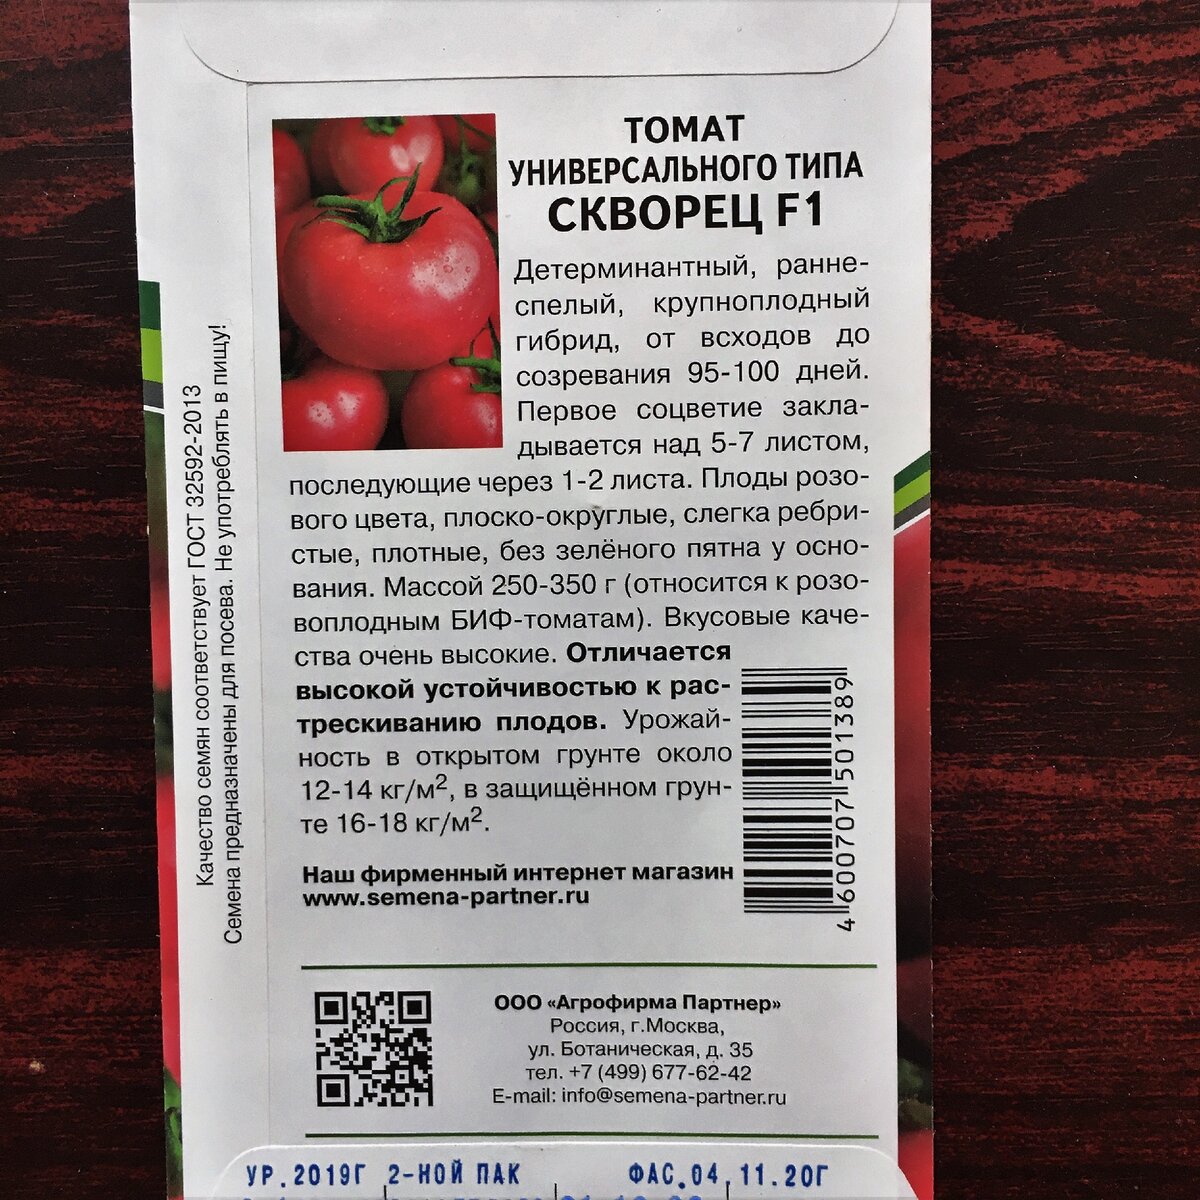 ТОМАТ
УНИВЕРСАЛЬНОГО ТИПА
СКВОРЕЦ F1
Детерминантный, ранне-
спелый, крупноплодный
гибрид, от всходов до
созревания 95-100 дней.
Первое соцветие закла-
дывается над 5-7 листом,
последующие через 1-2 листа. Плоды розо-
вого цвета, плоско-округлые, слегка ребри-
стые, плотные, без зелёного пятна у осно-
вания. Массой 250-350 г (относится к розо-
воплодным БИФ-томатам). Вкусовые каче-
ства очень высокие. Отличается
высокой устойчивостью к рас-
трескиванию плодов. Урожай-
ность в открытом грунте около
12-14 кг/м², в защищённом грун-
те 16-18 кг/м².
Наш фирменный интернет магазин
www.semena-partner.ru
4 600707 501389
Качество семян соответствует ГОСТ 32592-2013
Семена предназначены для посева. Не употреблять в пищу!
ООО «Агрофирма Партнер»
Россия, г.Москва,
ул. Ботаническая, д. 35
тел. +7 (499) 677-62-42
E-mail: info@semena-partner.ru
УР.2019Г 2-НОЙ ПАК ФАС.04.11.20Г